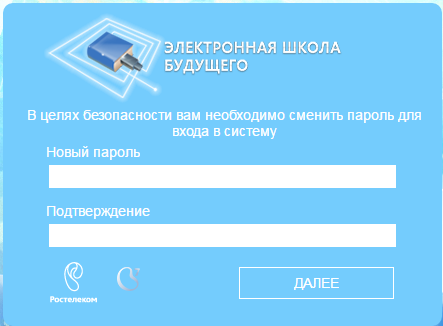 ЭЛЕКТРОННАЯ ШКОЛА
БУДУЩЕГО
В целях безопасности вам необходимо сменить пароль для
входа в систему
Новый пароль
Подтверждение
Ростелеком
ДАЛЕЕ